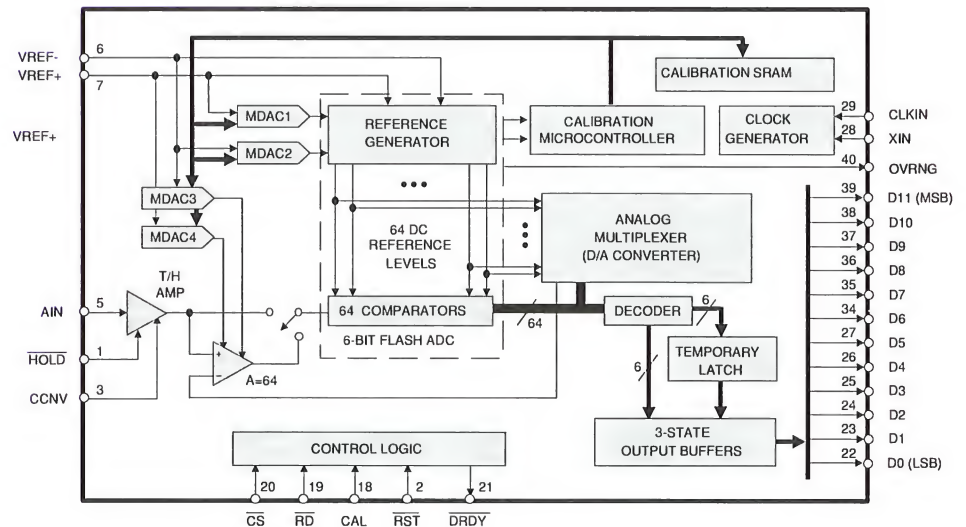 VREF-
6
VREF+
7
VREF+
CALIBRATION SRAM
MDAC1
MDAC2
REFERENCE
GENERATOR
CALIBRATION
MICROCONTROLLER
CLOCK
GENERATOR
29
CLKIN
28
XIN
40
OVRNG
MDAC3
MDAC4
•••
64 DC
REFERENCE
LEVELS
ANALOG
MULTIPLEXER
(D/A CONVERTER)
39
D11 (MSB)
38
D10
37
D9
36
D8
35
D7
34
D6
27
D5
26
D4
25
D3
24
D2
23
D1
22
D0 (LSB)
T/H
AMP
AIN
5
HOLD
1
CCNV
3
+
−
A=64
64 COMPARATORS
6-BIT FLASH ADC
64
DECODER
6
6
TEMPORARY
LATCH
3-STATE
OUTPUT BUFFERS
CONTROL LOGIC
20
19
18
2
21
CS
RD
CAL
RST
DRDY